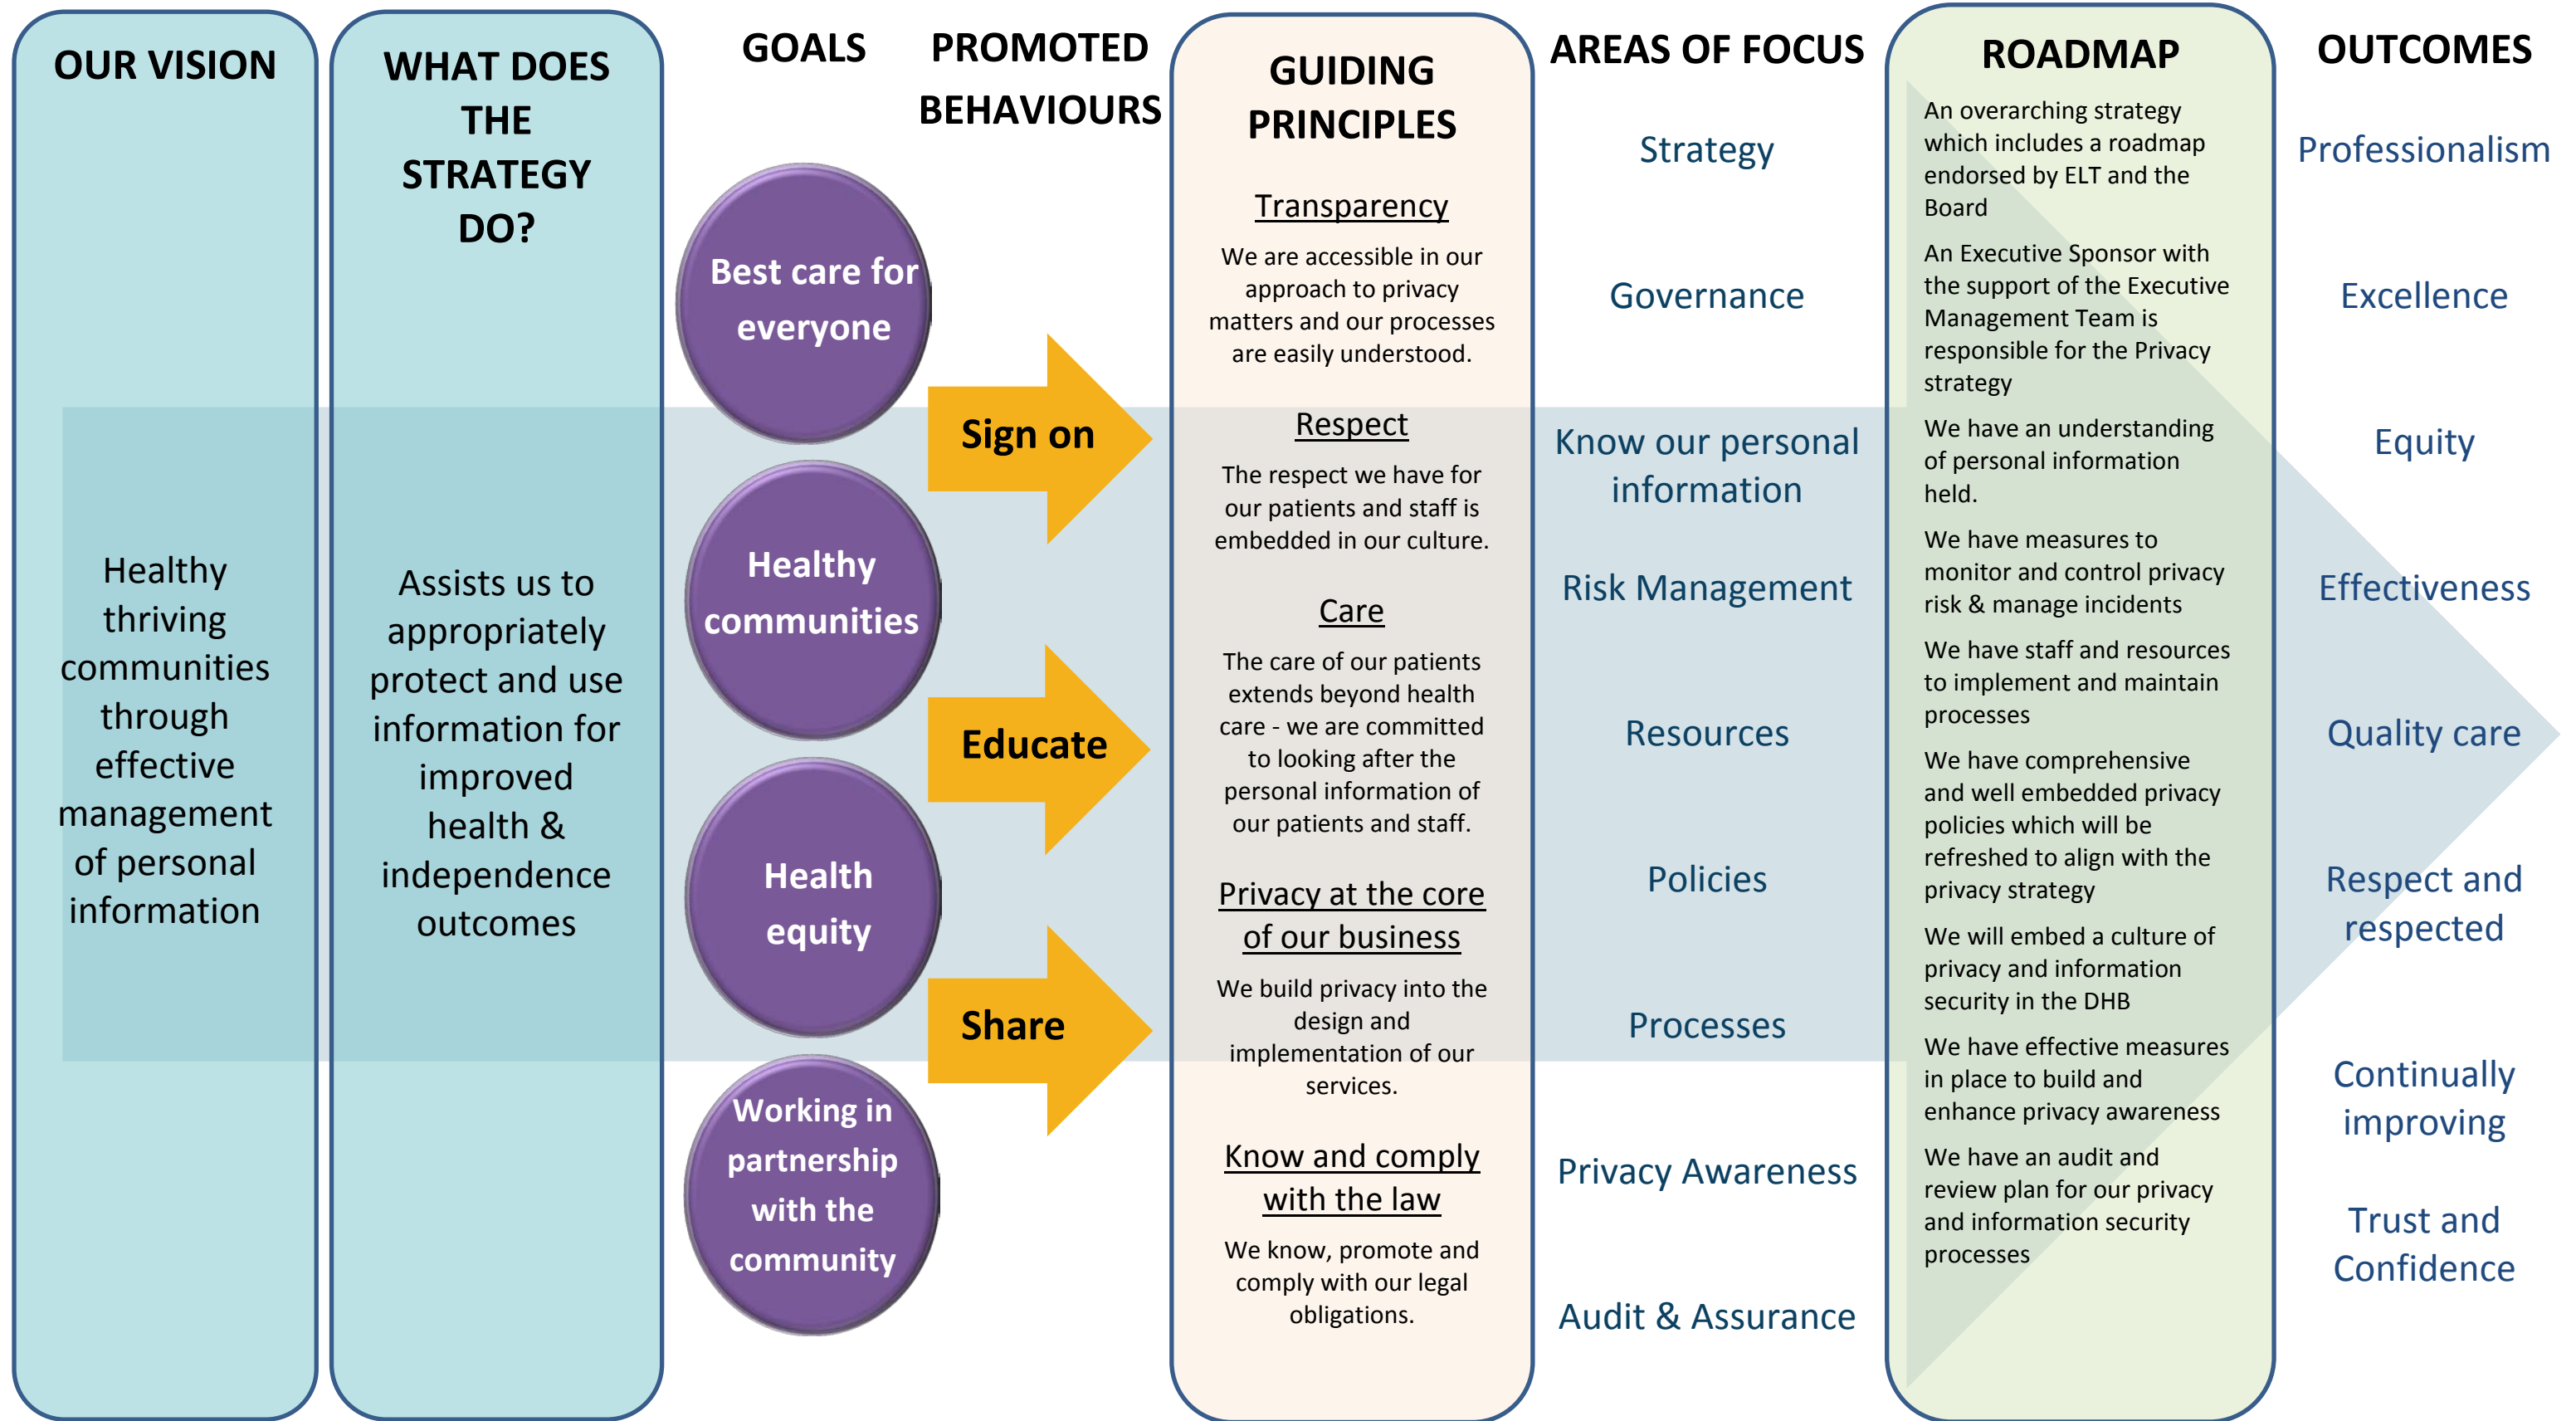 OUR VISION
Healthy
thriving
communities
through
effective
management
of personal
information
WHAT DOES
THE
STRATEGY
DO?
Assists us to
appropriately
protect and use
information for
improved
health &
independence
outcomes
GOALS
Best care for
everyone
Healthy
communities
Health
equity
Working in
partnership
with the
community
PROMOTED
BEHAVIOURS
Sign on
Educate
Share
GUIDING
PRINCIPLES
Transparency
We are accessible in our
approach to privacy
matters and our processes
are easily understood.
Respect
The respect we have for
our patients and staff is
embedded in our culture.
Care
The care of our patients
extends beyond health
care - we are committed
to looking after the
personal information of
our patients and staff.
Privacy at the core
of our business
We build privacy into the
design and
implementation of our
services.
Know and comply
with the law
We know, promote and
comply with our legal
obligations.
AREAS OF FOCUS
Strategy
Governance
Know our personal
information
Risk Management
Resources
Policies
Processes
Privacy Awareness
Audit & Assurance
ROADMAP
An overarching strategy
which includes a roadmap
endorsed by ELT and the
Board
An Executive Sponsor with
the support of the Executive
Management Team is
responsible for the Privacy
strategy
We have an understanding
of personal information
held.
We have measures to
monitor and control privacy
risk & manage incidents
We have staff and resources
to implement and maintain
processes
We have comprehensive
and well embedded privacy
policies which will be
refreshed to align with the
privacy strategy
We will embed a culture of
privacy and information
security in the DHB
We have effective measures
in place to build and
enhance privacy awareness
We have an audit and
review plan for our privacy
and information security
processes
OUTCOMES
Professionalism
Excellence
Equity
Effectiveness
Quality care
Respect and
respected
Continually
improving
Trust and
Confidence